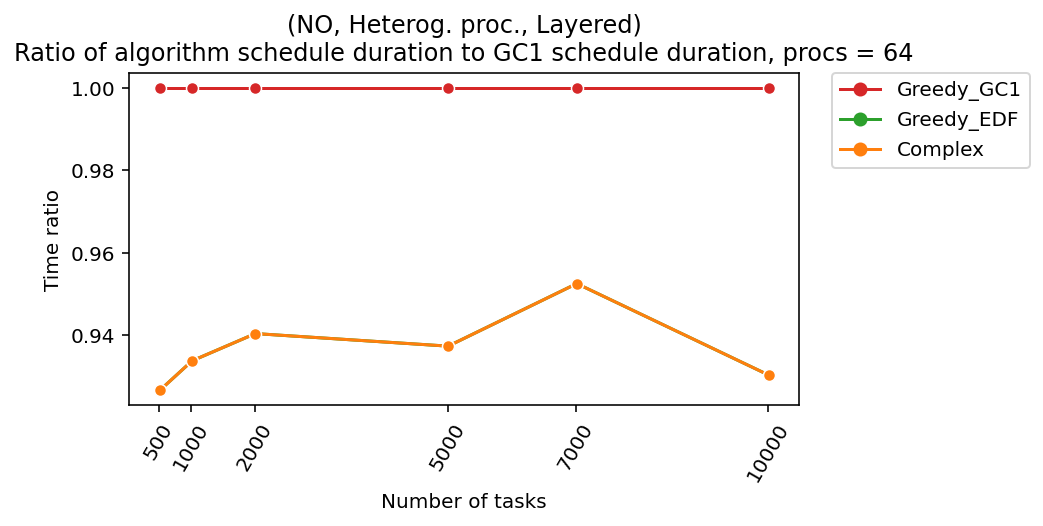 (NO, Heterog. proc., Layered)
Ratio of algorithm schedule duration to GC1 schedule duration, procs = 64
1.00
0.98
0.96
0.94
Time ratio
500
1000
2000
5000
7000
10000
Number of tasks
Greedy_GC1
Greedy_EDF
Complex